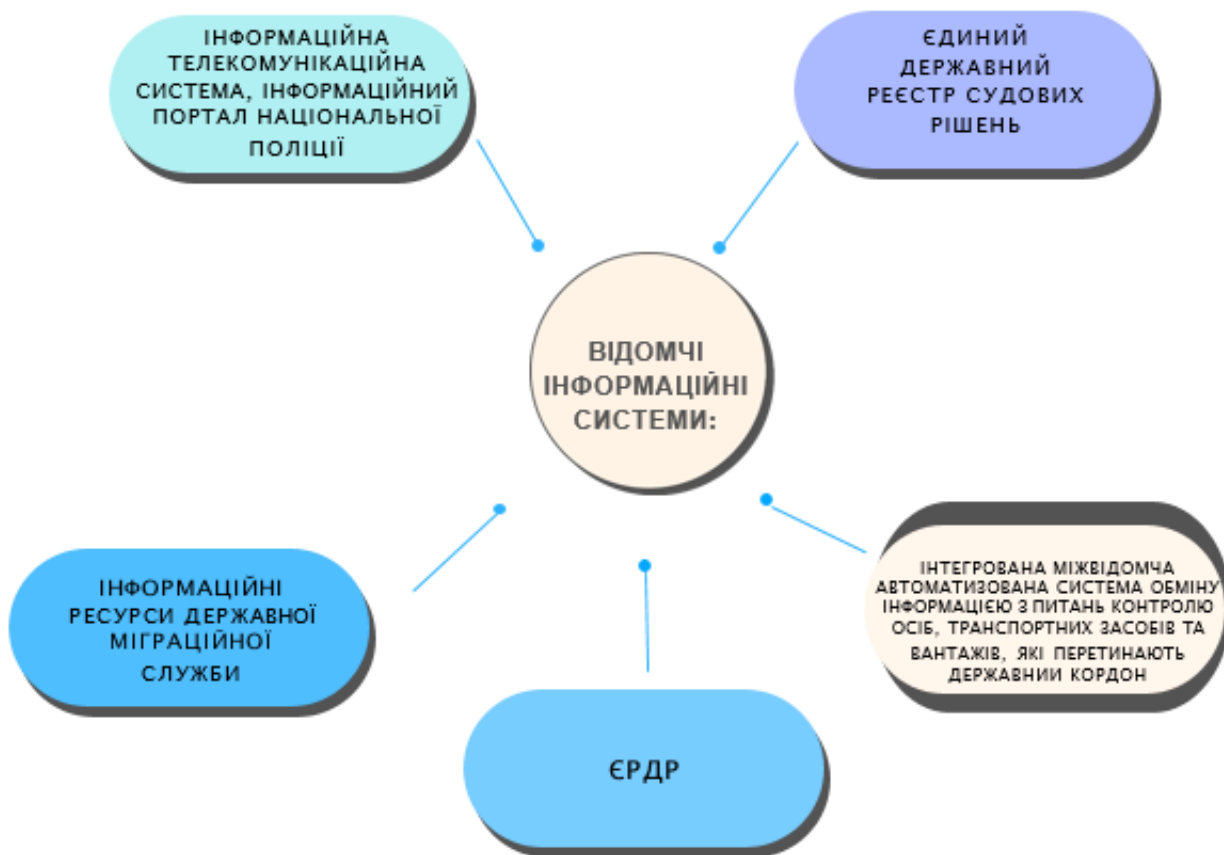 ІНФОРМАЦІЙНА
ТЕЛЕКОМУНІКАЦІЙНА
СИСТЕМА, ІНФОРМАЦІЙНИЙ
ПОРТАЛ НАЦІОНАЛЬНОЇ
ПОЛІЦІЇ
ЄДИНИЙ
ДЕРЖАВНИЙ
РЕЄСТР СУДОВИХ
РІШЕНЬ
ВІДОМЧІ
ІНФОРМАЦІЙНІ
СИСТЕМИ:
ІНФОРМАЦІЙНІ
РЕСУРСИ ДЕРЖАВНОЇ
МІГРАЦІЙНОЇ
СЛУЖБИ
ІНТЕГРОВАНА МІЖВІДОМЧА
АВТОМАТИЗОВАНА СИСТЕМА ОБМІНУ
ІНФОРМАЦІЄЮ З ПИТАНЬ КОНТРОЛЮ
ОСІБ, ТРАНСПОРТНИХ ЗАСОБІВ ТА
ВАНТАЖІВ, ЯКІ ПЕРЕТИНАЮТЬ
ДЕРЖАВНИЙ КОРДОН
ЄРДР